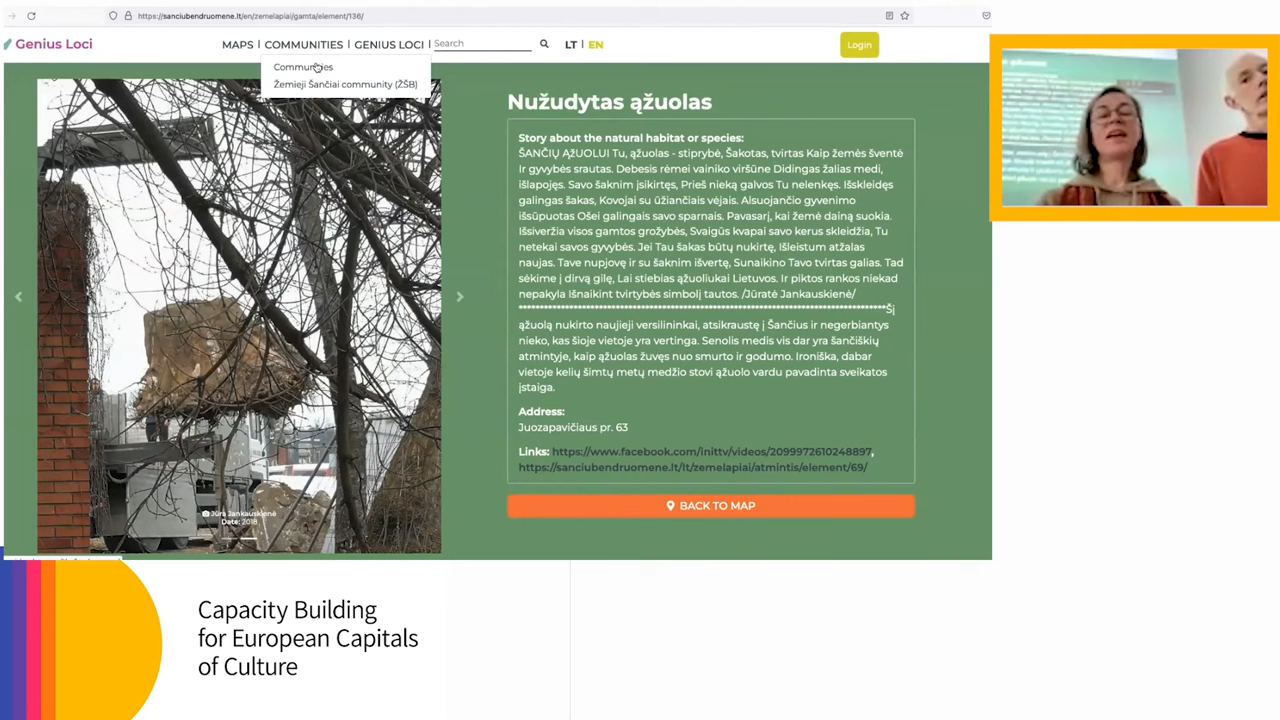 https://sanciubendruomene.lt/en/zemelapiai/gamta/element/136/
Genius Loci
MAPS | COMMUNITIES | GENIUS LOCI | Search LT | EN
Login
Communities
Žemieji Šančiai community (ŽŠB)
Nužudytas ąžuolas
Story about the natural habitat or species:
ŠANČIŲ ĄŽUOLUI Tu, ąžuolas - stiprybė, Šakotas, tvirtas Kaip žemės šventė
Ir gyvybės srautas. Debesis rėmei vainiko viršūne Didingas žalias medi,
išlapojęs. Savo šaknim įsikirtęs, Prieš nieką galvos Tu nelenkęs. Išskleidęs
galingas šakas, Kovojai su ūžiančiais vėjais. Alsuojančio gyvenimo
išsūpuotas Ošei galingais savo sparnais. Pavasarį, kai žemė dainą suokia.
Išsiveržia visos gamtos grožybės, Svaigūs kvapai savo kerus skleidžia, Tu
netekai savos gyvybės. Jei Tau šakas būtų nukirtę, Išleistum atžalas
naujas. Tave nupjovę ir su šaknim išvertę, Sunaikino Tavo tvirtas galias. Tad
sėkime į dirvą gilę, Lai stiebias ąžuoliukai Lietuvos. Ir piktos rankos niekad
nepakyla Išnaikint tvirtybės simbolį tautos. /Jūratė Jankauskienė/
Šį
ąžuolą nukirto naujieji versilininkai, atsikraustę į Šančius ir negerbiantys
nieko, kas šioje vietoje yra vertinga. Senolis medis vis dar yra šančiškių
atmintyje, kaip ąžuolas žuvęs nuo smurto ir godumo. Ironiška, dabar
vietoje kelių šimtų metų medžio stovi ąžuolo vardu pavadinta sveikatos
įstaiga.
Address:
Juozapavičiaus pr. 63
Links: https://www.facebook.com/inittv/videos/2099972610248897,
https://sanciubendruomene.lt/lt/zemelapiai/atmintis/element/69/
BACK TO MAP
Jūra Jankauskienė
Date: 2018
Capacity Building
for European Capitals
of Culture